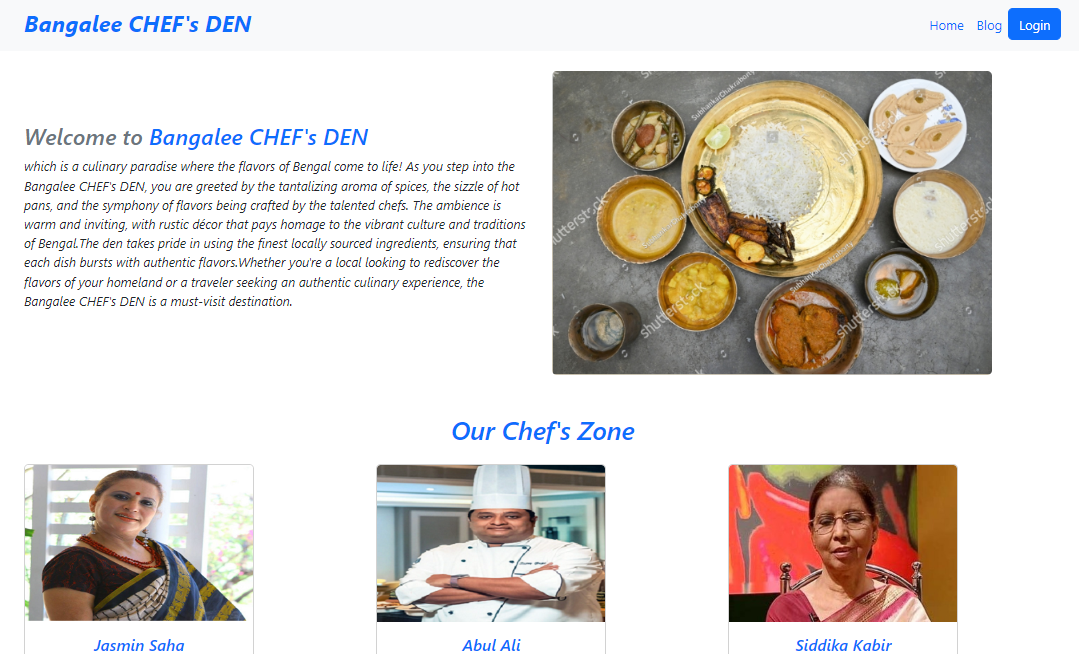 Bangalee CHEF's DEN
Home Blog Login
Welcome to Bangalee CHEF's DEN
which is a culinary paradise where the flavors of Bengal come to life! As you step into the
Bangalee CHEF's DEN, you are greeted by the tantalizing aroma of spices, the sizzle of hot
pans, and the symphony of flavors being crafted by the talented chefs. The ambience is
warm and inviting, with rustic décor that pays homage to the vibrant culture and traditions
of Bengal.The den takes pride in using the finest locally sourced ingredients, ensuring that
each dish bursts with authentic flavors.Whether you're a local looking to rediscover the
flavors of your homeland or a traveler seeking an authentic culinary experience, the
Bangalee CHEF's DEN is a must-visit destination.
shutterstock
shutterstock
Our Chef's Zone
Jasmin Saha
Abul Ali
Siddika Kabir